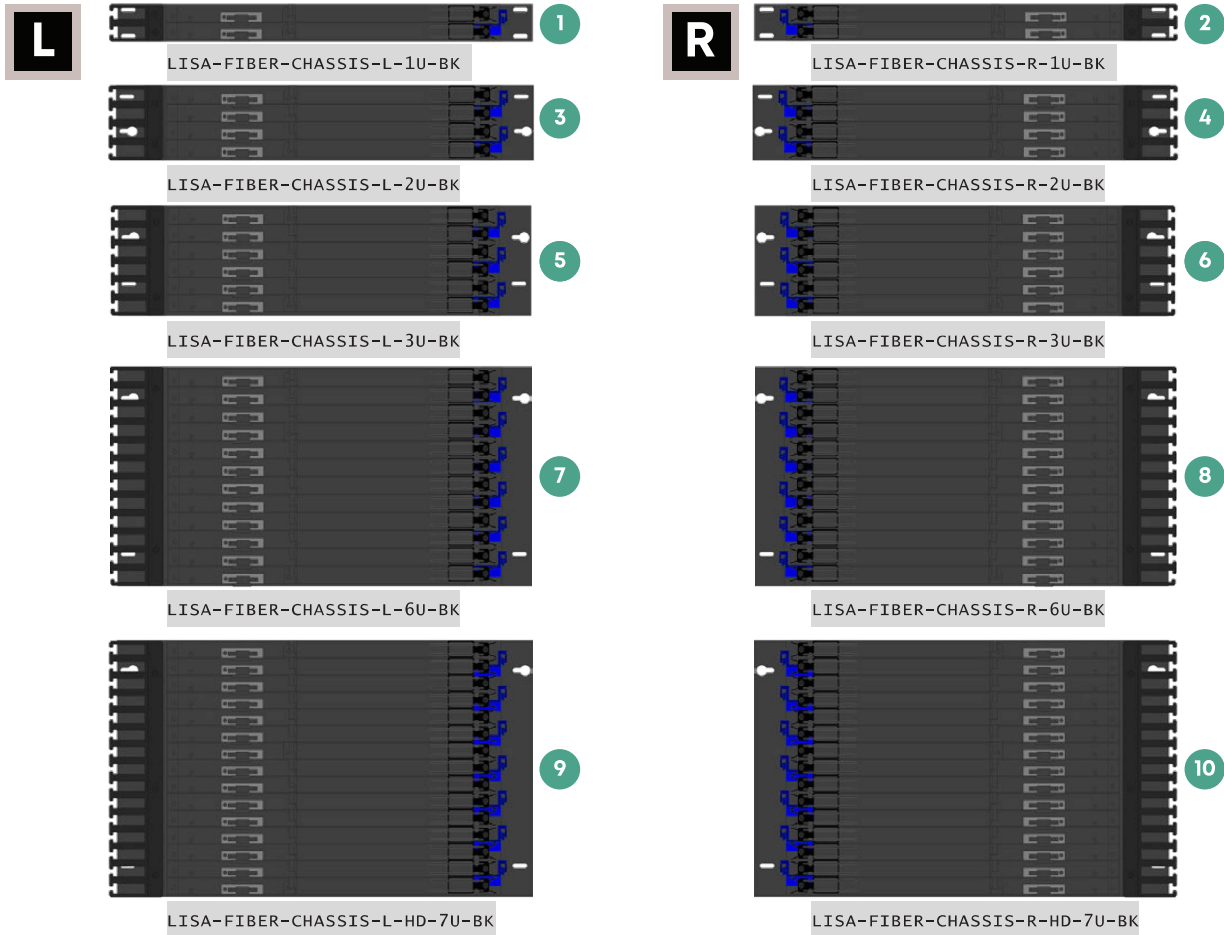 L
1
R
2
LISA-FIBER-CHASSIS-L-1U-BK
LISA-FIBER-CHASSIS-R-1U-BK
3
4
LISA-FIBER-CHASSIS-L-2U-BK
LISA-FIBER-CHASSIS-R-2U-BK
5
6
LISA-FIBER-CHASSIS-L-3U-BK
LISA-FIBER-CHASSIS-R-3U-BK
7
8
LISA-FIBER-CHASSIS-L-6U-BK
LISA-FIBER-CHASSIS-R-6U-BK
9
10
LISA-FIBER-CHASSIS-L-HD-7U-BK
LISA-FIBER-CHASSIS-R-HD-7U-BK